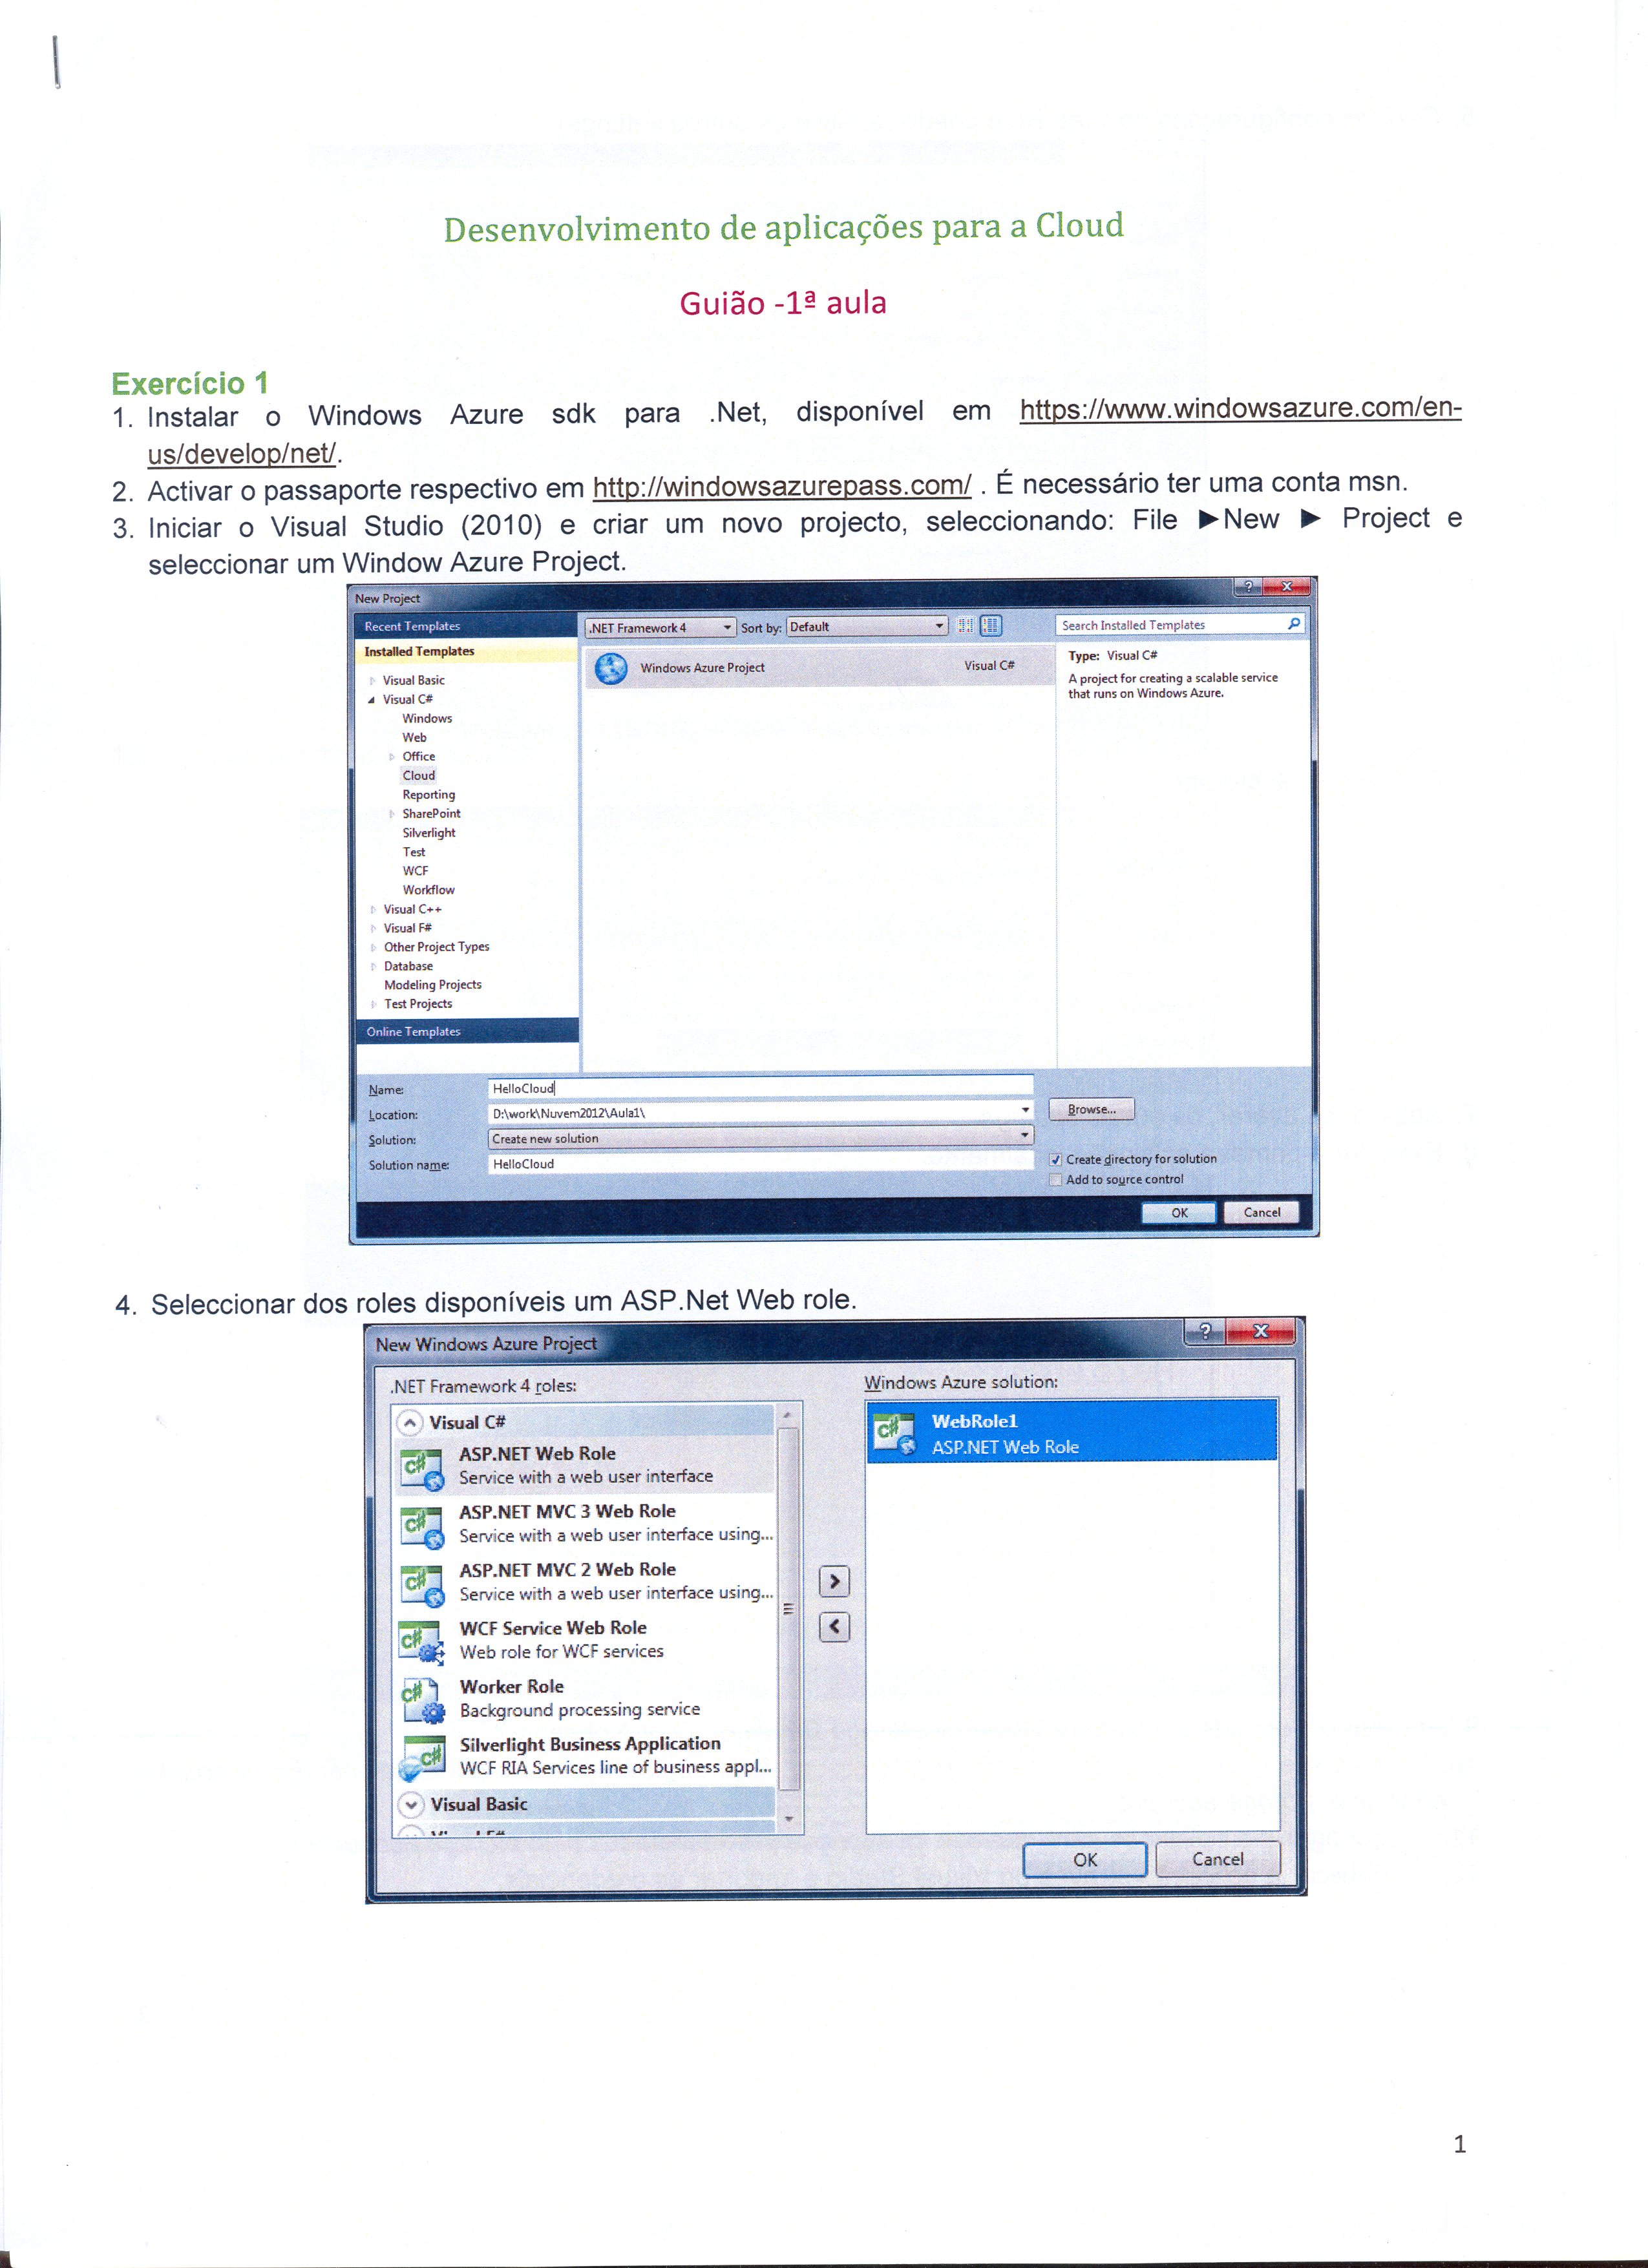 Desenvolvimento de aplicações para a Cloud
Guião -1ª aula
Exercício 1
1. Instalar o Windows Azure sdk para .Net, disponível em https://www.windowsazure.com/en-
us/develop/net/.
2. Activar o passaporte respectivo em http://windowsazurepass.com/ . É necessário ter uma conta msn.
3. Iniciar o Visual Studio (2010) e criar um novo projecto, seleccionando: File ►New ► Project e
seleccionar um Window Azure Project.
New Project
Recent Templates
.NET Framework 4 Sort by: Default
Search Installed Templates
Installed Templates
Visual Basic
Visual C#
Windows
Web
Office
Cloud
Reporting
SharePoint
Silverlight
Test
WCF
Workflow
Visual C++
Visual F#
Other Project Types
Database
Modeling Projects
Test Projects
Online Templates
Windows Azure Project Visual C#
Type: Visual C#
A project for creating a scalable service
that runs on Windows Azure.
Name: HelloCloud
Location: D:\work\Nuvem2012\Aula1\ Browse...
Solution: Create new solution
Solution name: HelloCloud
Create directory for solution
Add to source control
OK Cancel
4. Seleccionar dos roles disponíveis um ASP.Net Web role.
New Windows Azure Project
.NET Framework 4 roles:
Visual C#
ASP.NET Web Role
Service with a web user interface
ASP.NET MVC 3 Web Role
Service with a web user interface using...
ASP.NET MVC 2 Web Role
Service with a web user interface using...
WCF Service Web Role
Web role for WCF services
Worker Role
Background processing service
Silverlight Business Application
WCF RIA Services line of business appl...
Visual Basic
Windows Azure solution:
WebRole1
ASP.NET Web Role
OK Cancel
1